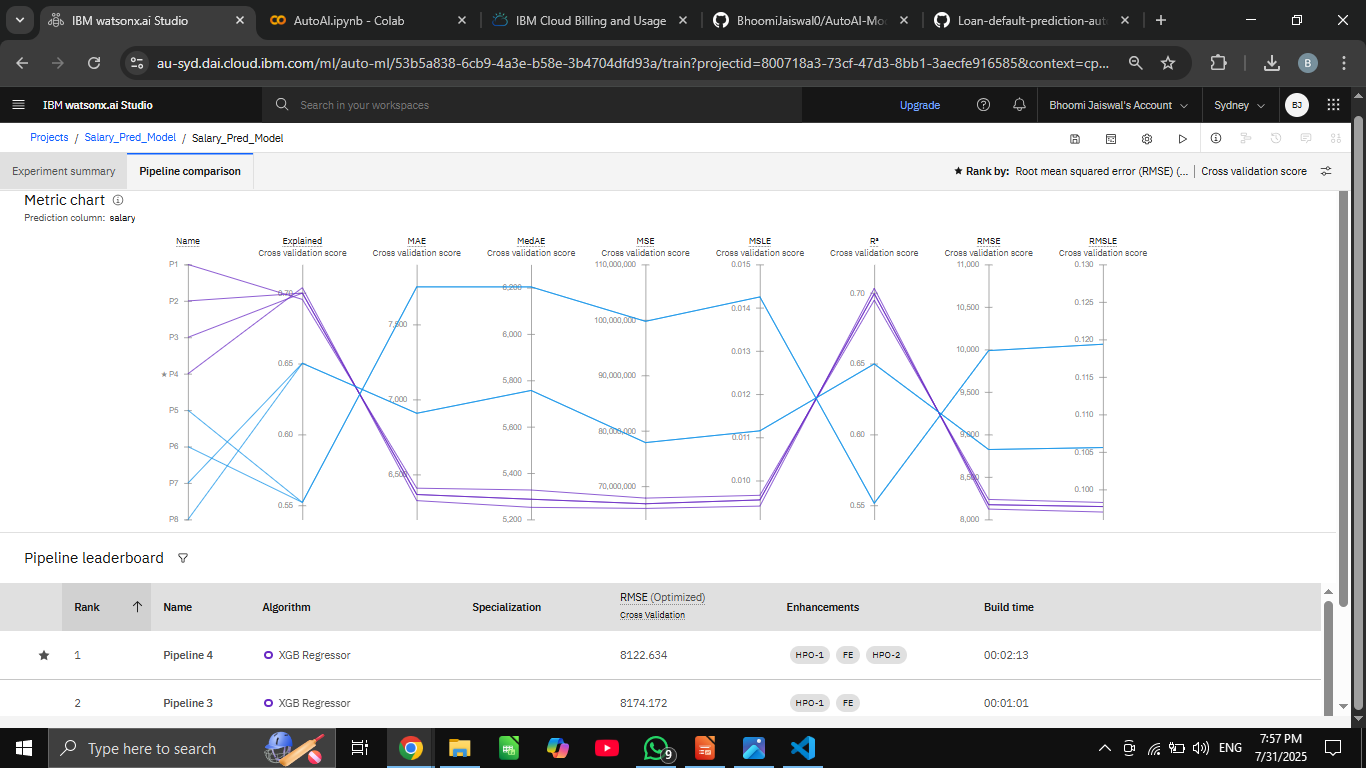 IBM watsonx.ai Studio
AutoAI.ipynb - Colab
IBM Cloud Billing and Usage
BhoomiJaiswal0/AutoAI-Mo
Loan-default-prediction-aut
au-syd.dai.cloud.ibm.com/ml/auto-ml/53b5a838-6cb9-4a3e-b58e-3b4704dfd93a/train?projectid=800718a3-73cf-47d3-8bb1-3aecfe916585&context=cp...
B
IBM watsonx.ai Studio
Search in your workspaces
Upgrade
Bhoomi Jaiswal's Account
Sydney
BJ
Projects / Salary_Pred_Model / Salary_Pred_Model
Experiment summary
Pipeline comparison
Rank by: Root mean squared error (RMSE) (... | Cross validation score
Metric chart
Prediction column: salary
Name Explained MAE MedAE MSE MSLE R² RMSE RMSLE
Cross validation score Cross validation score Cross validation score Cross validation score Cross validation score Cross validation score Cross validation score Cross validation score
P1
P2
P3
P4
P5
P6
P7
P8
0.70
0.65
0.60
0.55
7,500
7,000
6,500
6,200
6,000
5,800
5,600
5,400
5,200
110,000,000
100,000,000
90,000,000
80,000,000
70,000,000
0.015
0.014
0.013
0.012
0.011
0.010
0.70
0.65
0.60
0.55
11,000
10,500
10,000
9,500
9,000
8,500
8,000
0.130
0.125
0.120
0.115
0.110
0.105
0.100
Pipeline leaderboard
Rank Name Algorithm Specialization RMSE (Optimized) Enhancements Build time
Cross Validation
1 Pipeline 4 XGB Regressor 8122.634 HPO-1 FE HPO-2 00:02:13
2 Pipeline 3 XGB Regressor 8174.172 HPO-1 FE 00:01:01
Type here to search
9
ENG
7:57 PM
7/31/2025